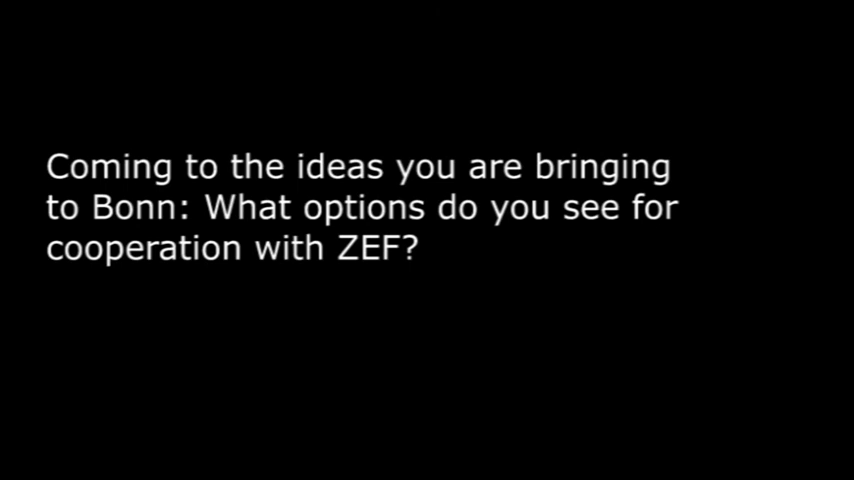 Coming to the ideas you are bringing
to Bonn: What options do you see for
cooperation with ZEF?